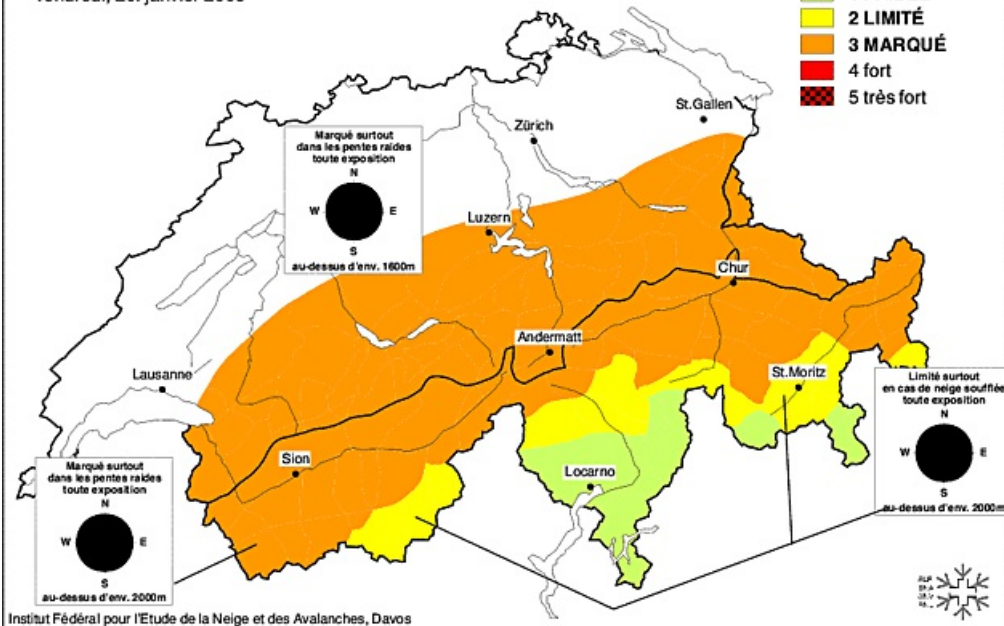 2 LIMITÉ
3 MARQUÉ
4 fort
5 très fort
St.Gallen
Zürich
Marqué surtout
dans les pentes raides
toute exposition
N
W E
S
au-dessus d'env. 1600m
Luzern
Chur
Andermatt
Lausanne
St.Moritz
Limité surtout
en cas de neige soufflée
toute exposition
N
W E
S
au-dessus d'env. 2000m
Sion
Locarno
Marqué surtout
dans les pentes raides
toute exposition
N
W E
S
au-dessus d'env. 2000m
Institut Fédéral pour l'Etude de la Neige et des Avalanches, Davos